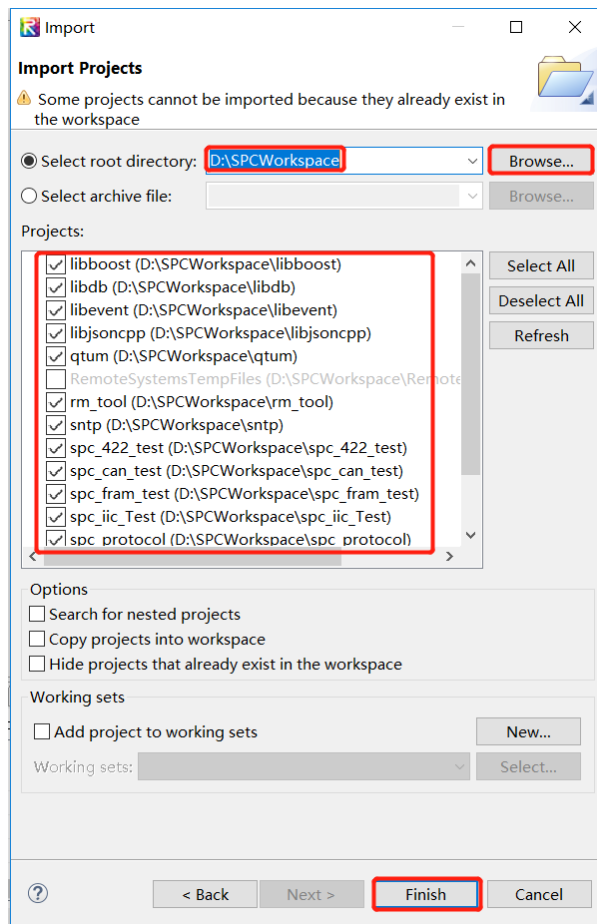 Import
Import Projects
Some projects cannot be imported because they already exist in
the workspace
Select root directory: D:\SPCWorkspace Browse...
Select archive file: Browse...
Projects:
libboost (D:\SPCWorkspace\libboost)
libdb (D:\SPCWorkspace\libdb)
libevent (D:\SPCWorkspace\libevent)
libjsoncpp (D:\SPCWorkspace\libjsoncpp)
qtum (D:\SPCWorkspace\qtum)
RemoteSystemsTempFiles (D:\SPCWorkspace\Remote
rm_tool (D:\SPCWorkspace\rm_tool)
sntp (D:\SPCWorkspace\sntp)
spc_422_test (D:\SPCWorkspace\spc_422_test)
spc_can_test (D:\SPCWorkspace\spc_can_test)
spc_fram_test (D:\SPCWorkspace\spc_fram_test)
spc_iic_Test (D:\SPCWorkspace\spc_iic_Test)
spc_protocol (D:\SPCWorkspace\spc_protocol)
Select All
Deselect All
Refresh
Options
Search for nested projects
Copy projects into workspace
Hide projects that already exist in the workspace
Working sets
Add project to working sets New...
Working sets: Select...
? < Back Next > Finish Cancel